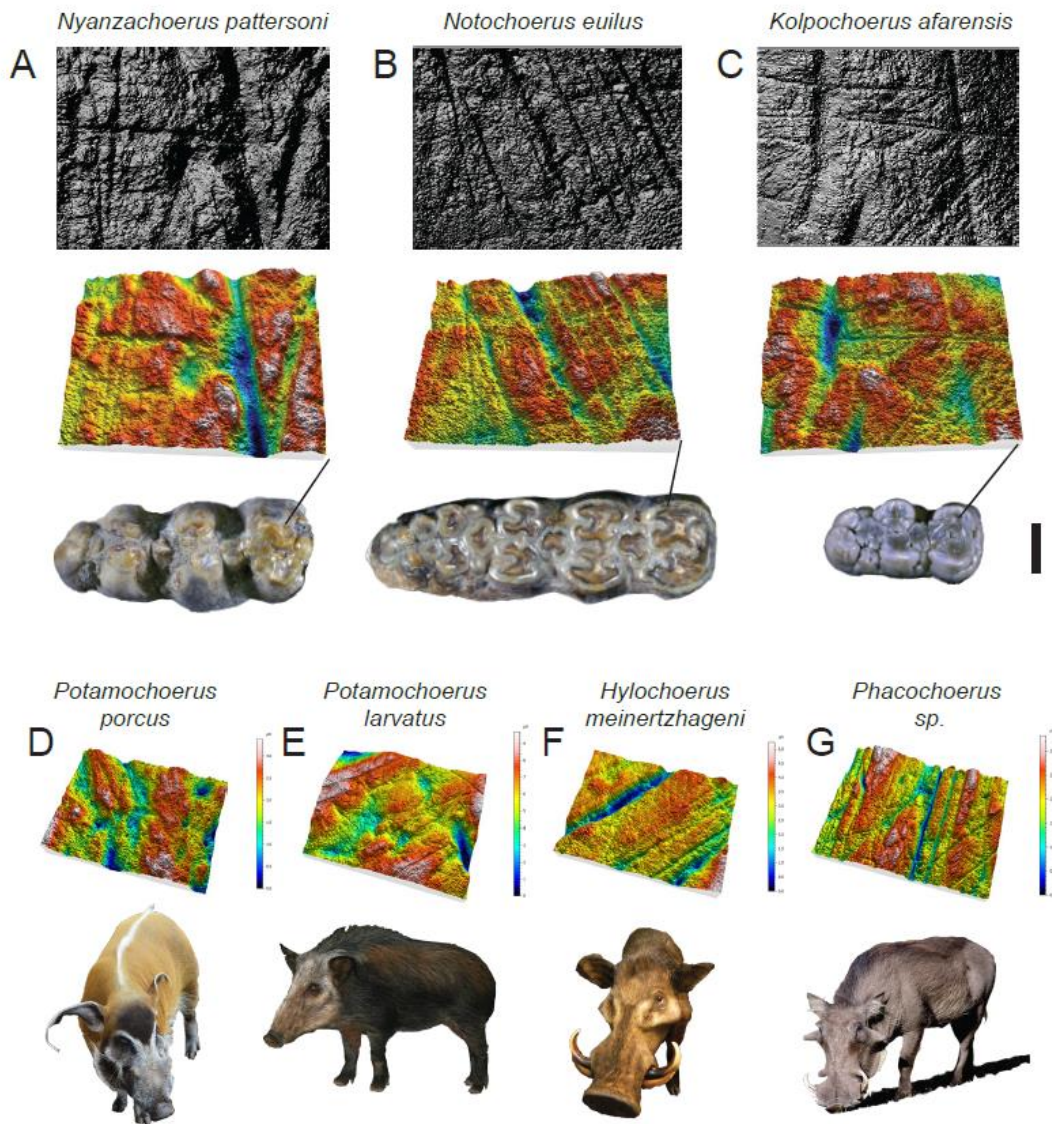 Nyanzachoerus pattersoni
Notochoerus euilus
Kolpochoerus afarensis
A
B
C
Potamochoerus
porcus
Potamochoerus
larvatus
Hylochoerus
meinertzhageni
Phacochoerus
sp.
D
E
F
G